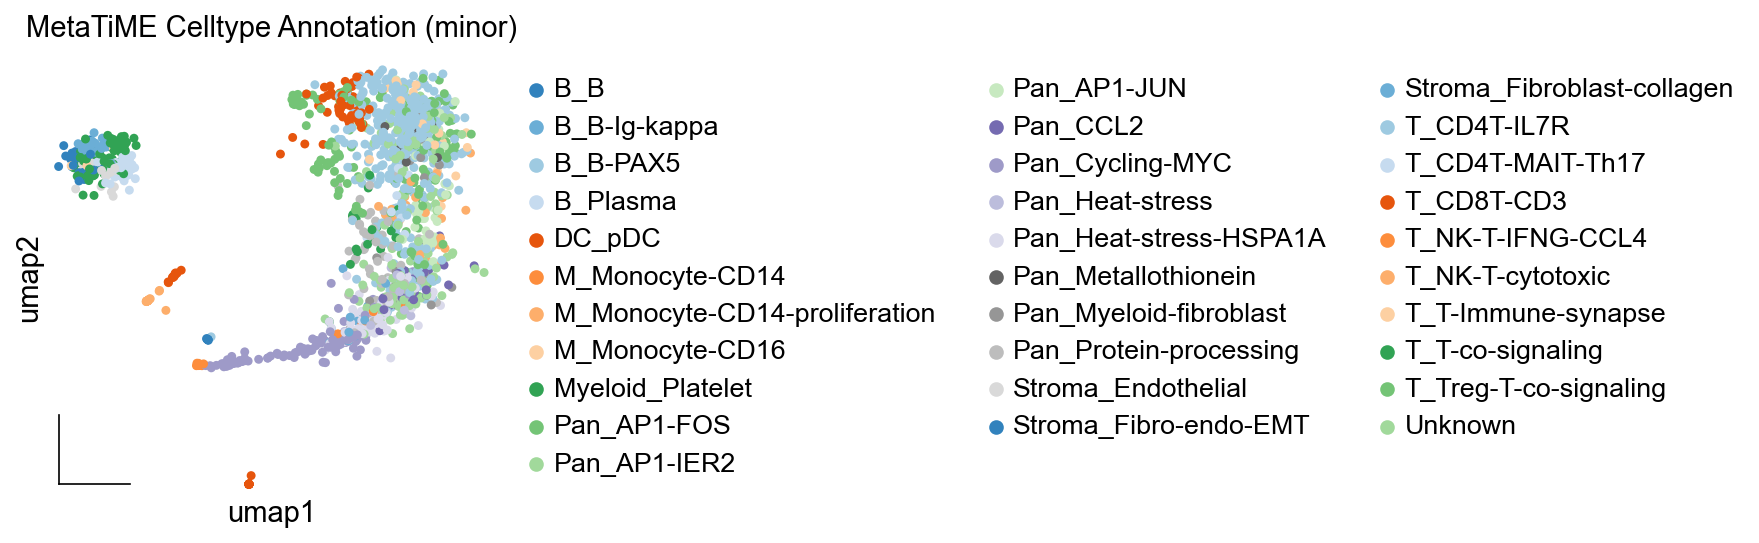 MetaTiME Celltype Annotation (minor)
B_B
B_B-Ig-kappa
B_B-PAX5
B_Plasma
DC_pDC
M_Monocyte-CD14
M_Monocyte-CD14-proliferation
M_Monocyte-CD16
Myeloid_Platelet
Pan_AP1-FOS
Pan_AP1-IER2
Pan_AP1-JUN
Pan_CCL2
Pan_Cycling-MYC
Pan_Heat-stress
Pan_Heat-stress-HSPA1A
Pan_Metallothionein
Pan_Myeloid-fibroblast
Pan_Protein-processing
Stroma_Endothelial
Stroma_Fibro-endo-EMT
Stroma_Fibroblast-collagen
T_CD4T-IL7R
T_CD4T-MAIT-Th17
T_CD8T-CD3
T_NK-T-IFNG-CCL4
T_NK-T-cytotoxic
T_T-Immune-synapse
T_T-co-signaling
T_Treg-T-co-signaling
Unknown
umap2
umap1